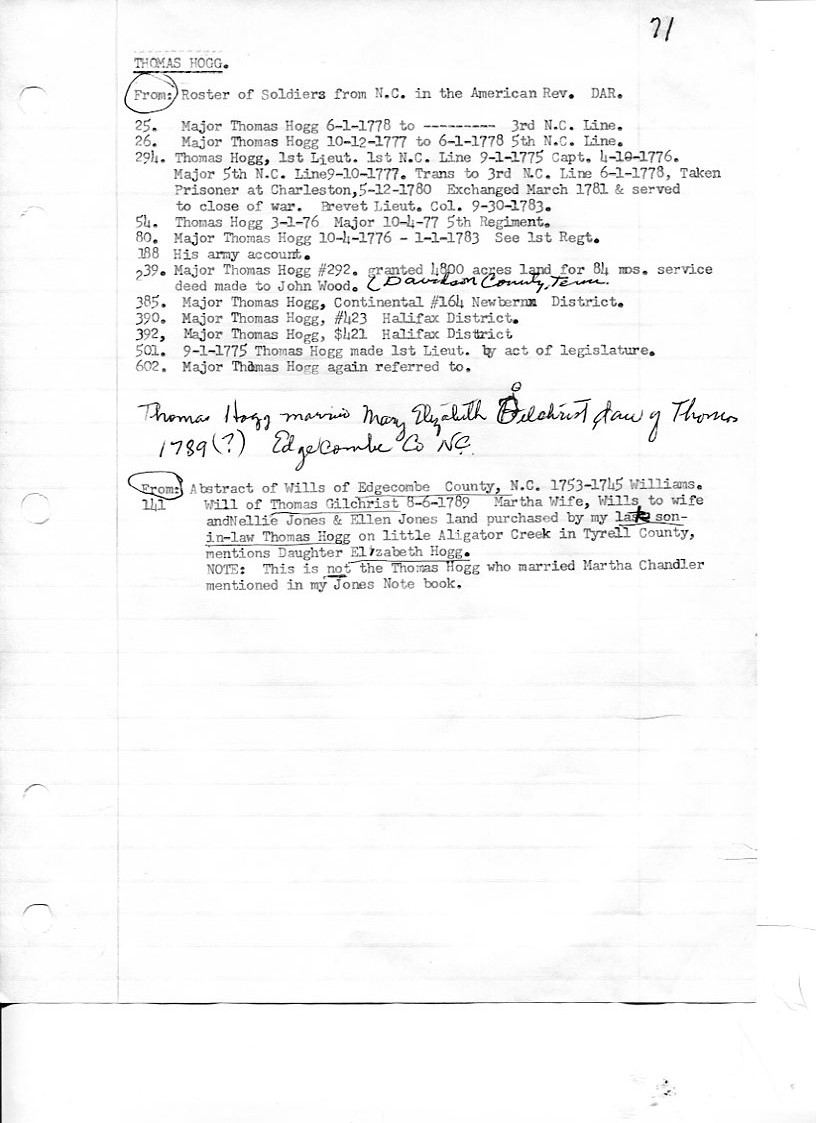 71
THOMAS HOGG.
From: Roster of Soldiers from N.C. in the American Rev. DAR.
25. Major Thomas Hogg 6-1-1778 to --------- 3rd N.C. Line.
26. Major Thomas Hogg 10-12-1777 to 6-1-1778 5th N.C. Line.
294. Thomas Hogg, 1st Lieut. 1st N.C. Line 9-1-1775 Capt. 4-10-1776.
Major 5th N.C. Line9-10-1777. Trans to 3rd N.C. Line 6-1-1778, Taken
Prisoner at Charleston,5-12-1780 Exchanged March 1781 & served
to close of war. Brevet Lieut. Col. 9-30-1783.
54. Thomas Hogg 3-1-76 Major 10-4-77 5th Regiment.
80. Major Thomas Hogg 10-4-1776 - 1-1-1783 See 1st Regt.
188 His army account.
239. Major Thomas Hogg #292. granted 4800 acres land for 84 mos. service
deed made to John Wood. (Davidson County, Tenn.
385. Major Thomas Hogg, Continental #164 Newbern District.
390. Major Thomas Hogg, #423 Halifax District.
392, Major Thomas Hogg, $421 Halifax District
501. 9-1-1775 Thomas Hogg made 1st Lieut. by act of legislature.
602. Major Thomas Hogg again referred to.
Thomas Hogg married Mary Elizabeth Gilchrist dau of Thomas
1789(?) Edgecombe Co NC.
From: Abstract of Wills of Edgecombe County, N.C. 1753-1745 Williams.
141 Will of Thomas Gilchrist 8-6-1789 Martha Wife, Wills to wife
andNellie Jones & Ellen Jones land purchased by my late son-
in-law Thomas Hogg on little Aligator Creek in Tyrell County,
mentions Daughter Elizabeth Hogg.
NOTE: This is not the Thomas Hogg who married Martha Chandler
mentioned in my Jones Note book.